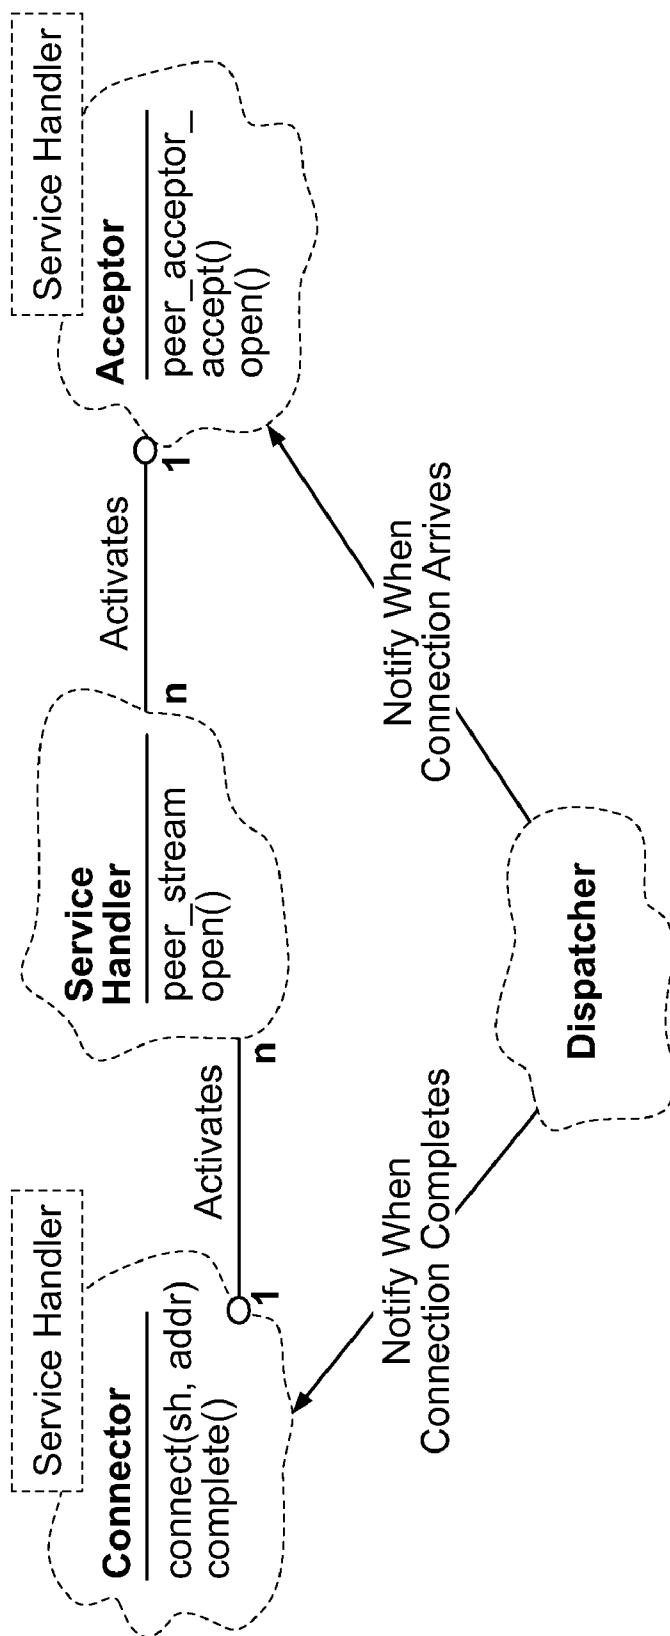 Service Handler
Connector
connect(sh, addr)
complete()
1
Activates
n
Service
Handler
peer_stream
open()
n
Activates
1
Service Handler
Acceptor
peer_acceptor_
accept()
open()
Notify When
Connection Completes
Notify When
Connection Arrives
Dispatcher